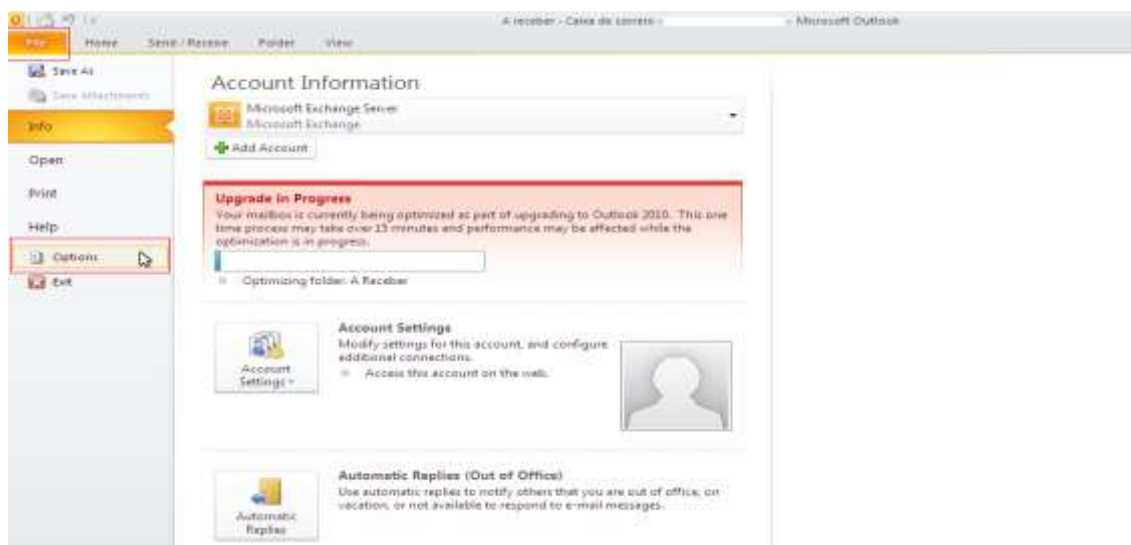 A receber - Caixa de correio - - Microsoft Outlook
File Home Send / Receive Folder View
Save As
Save Attachments
Info
Open
Print
Help
Options
Exit
Account Information
Microsoft Exchange Server
Microsoft Exchange
Add Account
Upgrade in Progress
Your mailbox is currently being optimized as part of upgrading to Outlook 2010. This one
time process may take over 15 minutes and performance may be affected while the
optimization is in progress.
Optimizing folder: A Receber
Account Settings
Modify settings for this account, and configure
additional connections.
Access this account on the web.
Account
Settings
Automatic Replies (Out of Office)
Use automatic replies to notify others that you are out of office, on
vacation, or not available to respond to e-mail messages.
Automatic
Replies